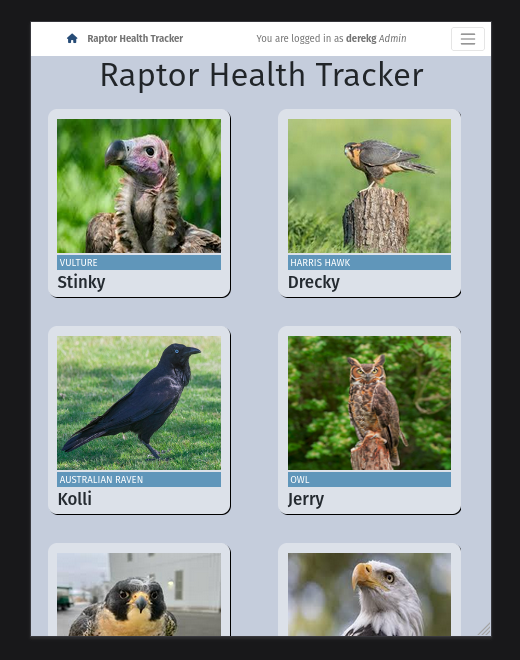 Raptor Health Tracker
You are logged in as derekg Admin
Raptor Health Tracker
VULTURE
Stinky
HARRIS HAWK
Drecky
AUSTRALIAN RAVEN
Kolli
OWL
Jerry